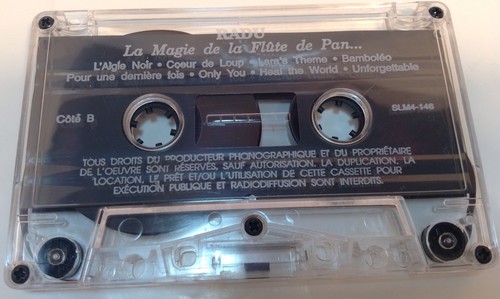 RADU
La Magie de la Flûte de Pan...
L'Aigle Noir • Coeur de Loup • Lara's Theme • Bamboléo
Pour une dernière fois • Only You • Heal the World • Unforgettable
Côté B
SLM4-146
TOUS DROITS DU PRODUCTEUR PHONOGRAPHIQUE ET DU PROPRIÉTAIRE
DE L'OEUVRE SONT RÉSERVÉS, SAUF AUTORISATION, LA DUPLICATION, LA
LOCATION, LE PRÊT ET/OU L'UTILISATION DE CETTE CASSETTE POUR
EXÉCUTION PUBLIQUE ET RADIODIFFUSION SONT INTERDITS.